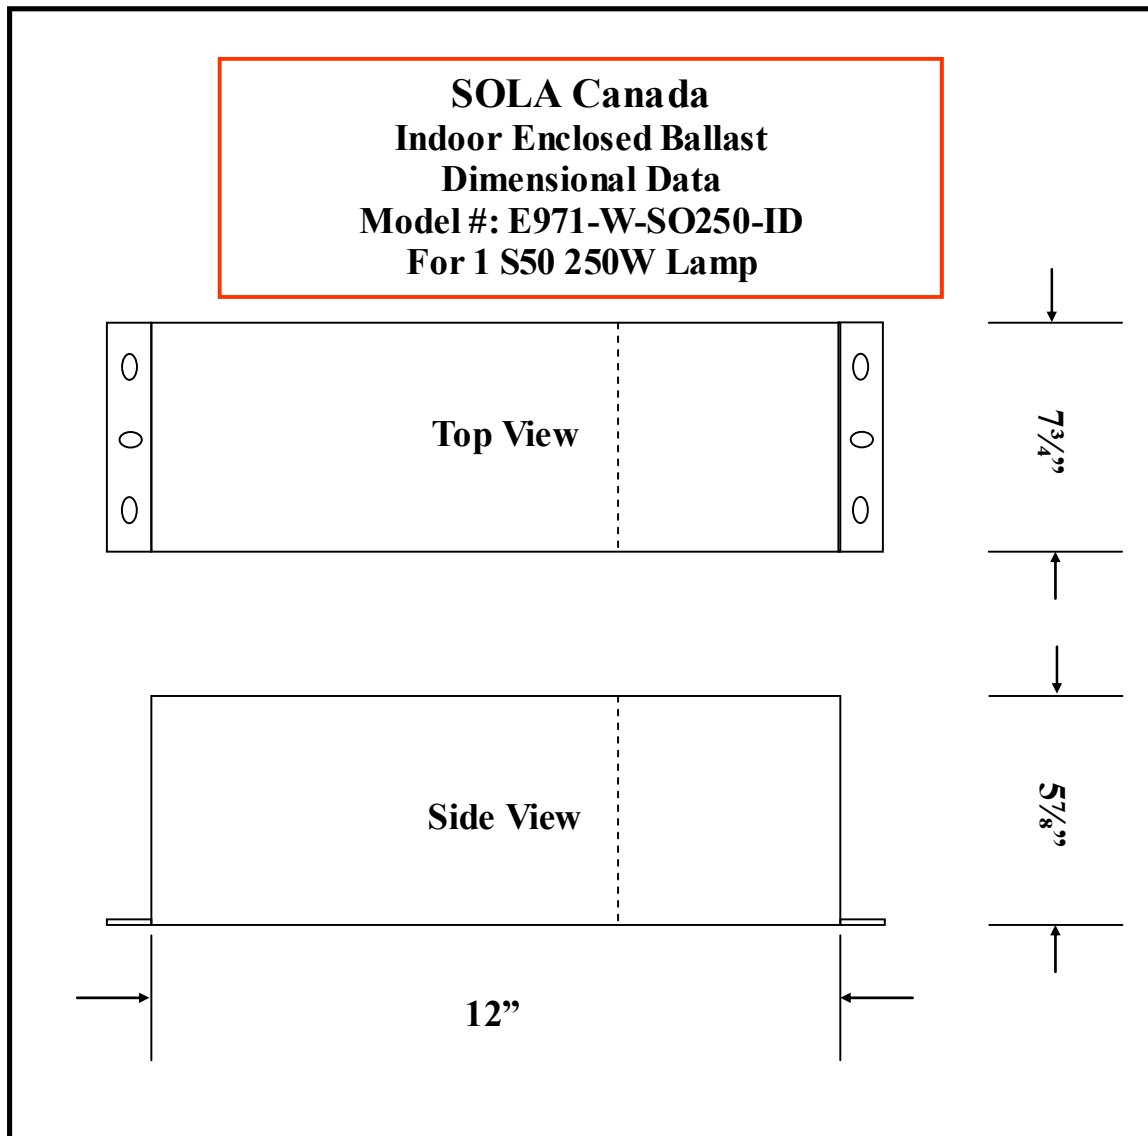 SOLA Canada
Indoor Enclosed Ballast
Dimensional Data
Model #: E971-W-SO250-ID
For 1 S50 250W Lamp
Top View
7¾”
Side View
5⅞”
12”